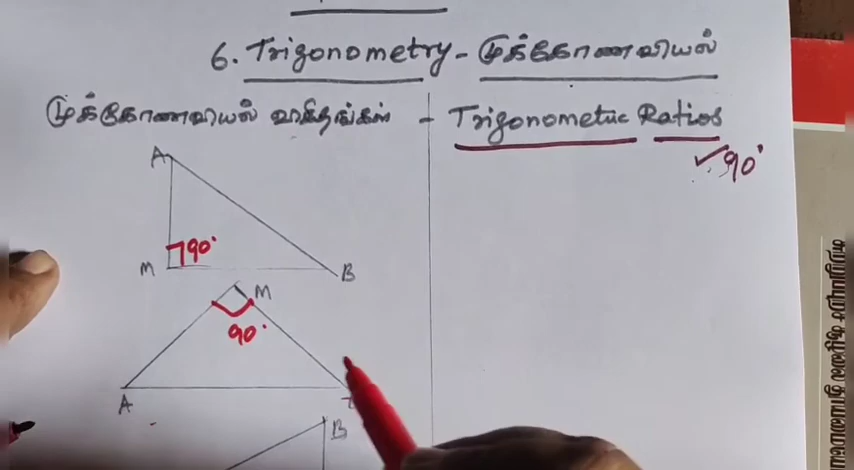 6. Trigonometry - முக்கோணவியல்
முக்கோணவியல் விகிதங்கள் - Trigonometric Ratios
✓90°
A
90°
M
B
M
90°
A
B